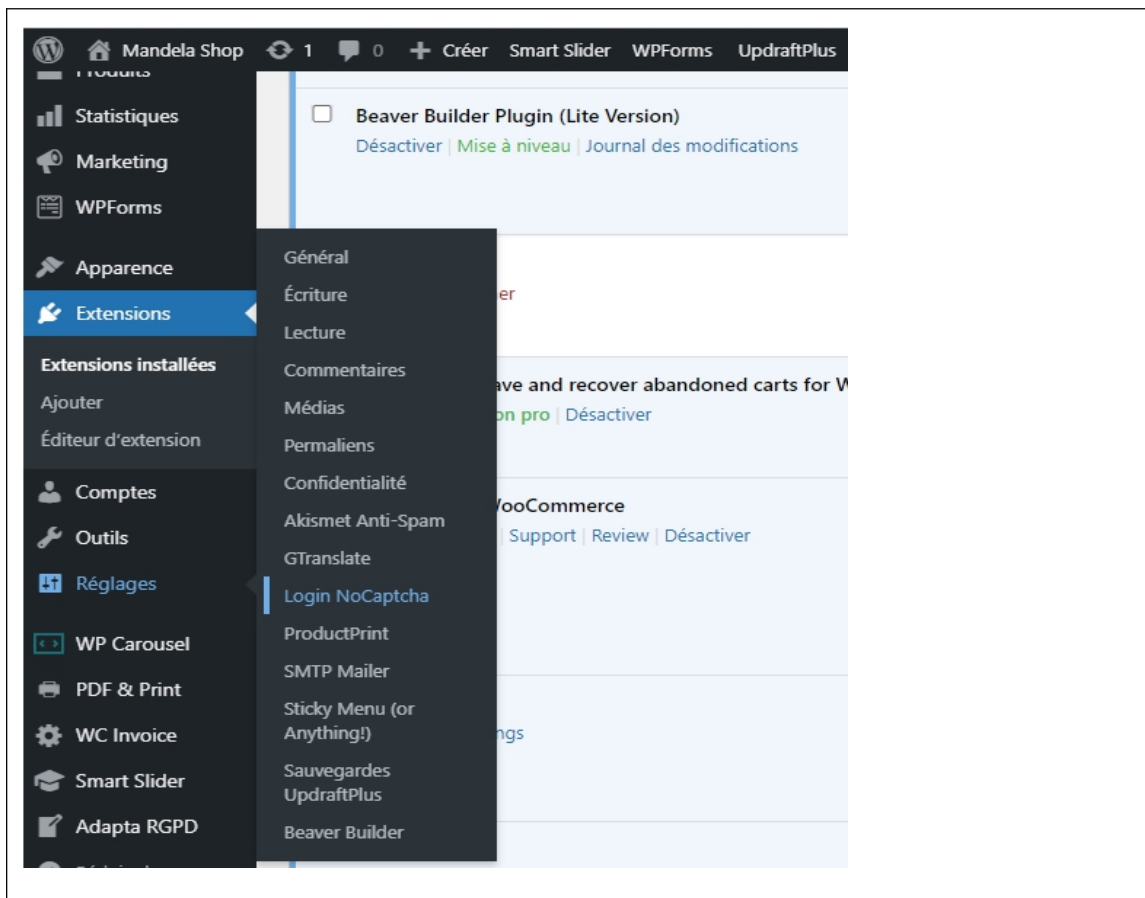 Mandela Shop 1 0 + Créer Smart Slider WPForms UpdraftPlus
Produits
Statistiques
Marketing
WPForms
Apparence
Extensions
Extensions installées
Ajouter
Éditeur d'extension
Comptes
Outils
Réglages
WP Carousel
PDF & Print
WC Invoice
Smart Slider
Adapta RGPD
Général
Écriture
Lecture
Commentaires
Médias
Permaliens
Confidentialité
Akismet Anti-Spam
GTranslate
Login NoCaptcha
ProductPrint
SMTP Mailer
Sticky Menu (or
Anything!)
Sauvegardes
UpdraftPlus
Beaver Builder
Beaver Builder Plugin (Lite Version)
Désactiver | Mise à niveau | Journal des modifications
er
ave and recover abandoned carts for W
on pro | Désactiver
ooCommerce
| Support | Review | Désactiver
ngs